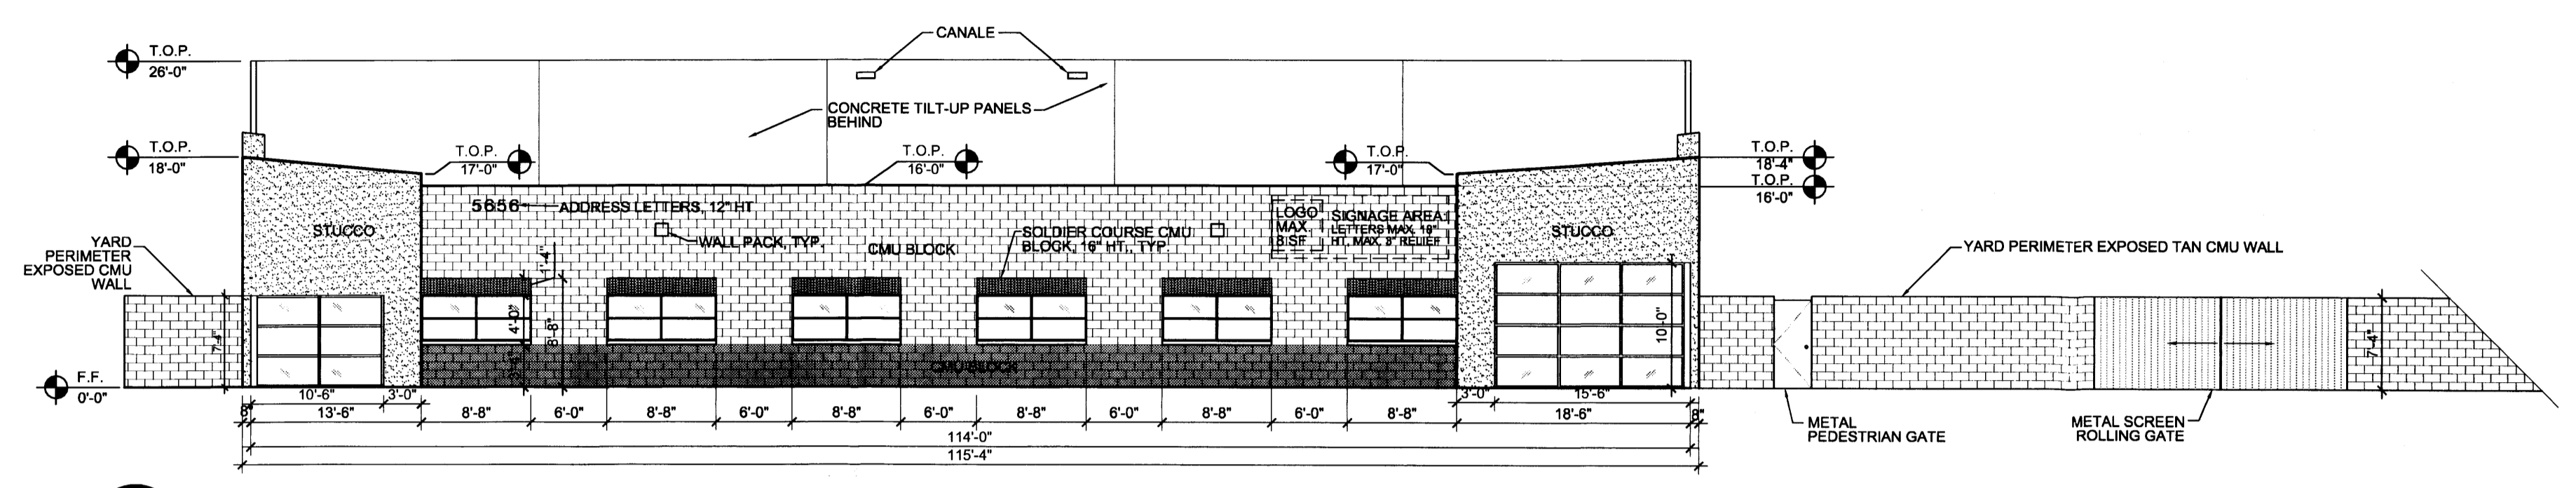 CANALE
T.O.P.
26'-0"
CONCRETE TILT-UP PANELS
BEHIND
T.O.P.
18'-0"
T.O.P.
17'-0"
T.O.P.
16'-0"
T.O.P.
17'-0"
T.O.P.
18'-4"
T.O.P.
16'-0"
5656
ADDRESS LETTERS, 12" HT
LOGO
MAX.
8 SF
SIGNAGE AREA:
LETTERS MAX. 18"
HT. MAX. 3" RELIEF
STUCCO
WALL PACK, TYP.
CMU BLOCK
SOLDIER COURSE CMU
BLOCK, 16" HT., TYP.
STUCCO
YARD
PERIMETER
EXPOSED CMU
WALL
YARD PERIMETER EXPOSED TAN CMU WALL
1'-4"
4'-0"
8'-8"
10'-0"
7'-4"
7'-4"
CMU BLOCK
F.F.
0'-0"
10'-6"
3'-0"
3'-0"
15'-6"
8"
13'-6"
8'-8"
6'-0"
8'-8"
6'-0"
8'-8"
6'-0"
8'-8"
6'-0"
8'-8"
6'-0"
8'-8"
18'-6"
8"
114'-0"
115'-4"
METAL
PEDESTRIAN GATE
METAL SCREEN
ROLLING GATE